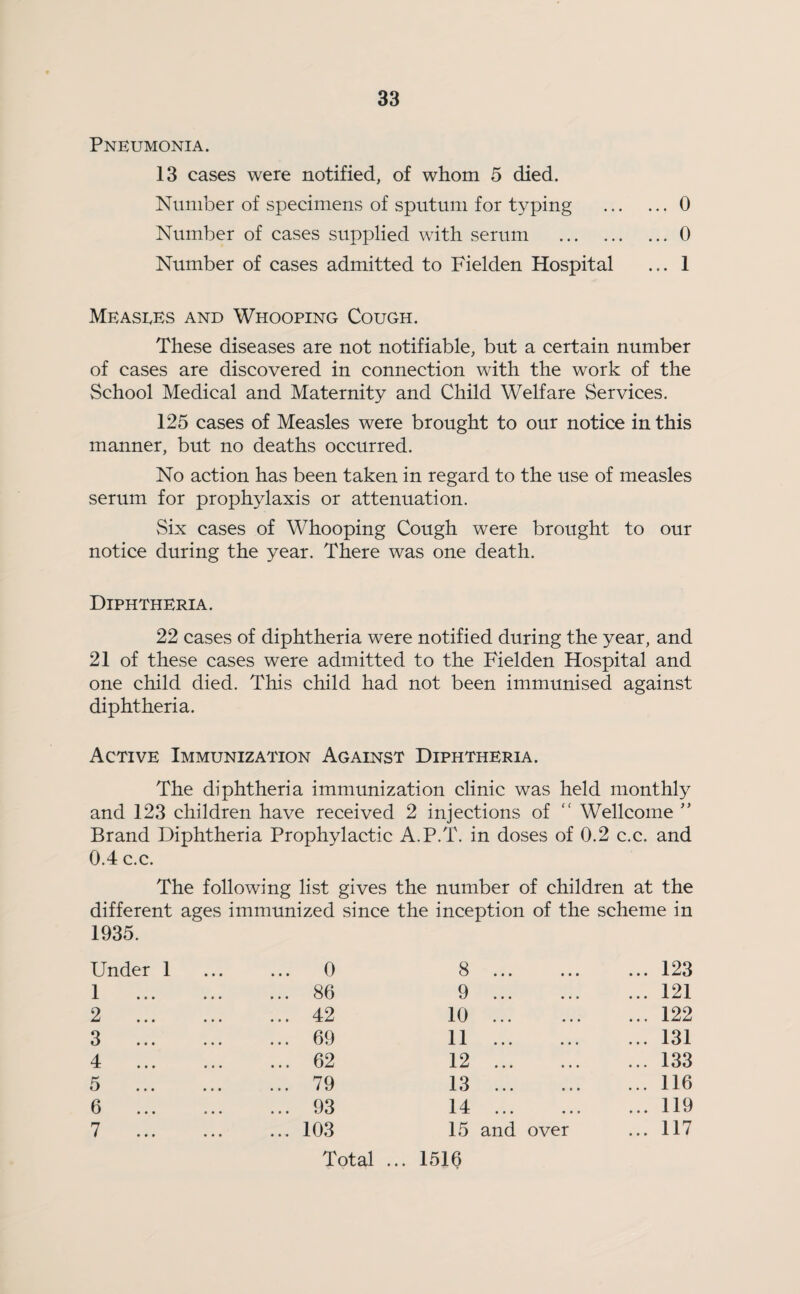 33
PNEUMONIA.
13 cases were notified, of whom 5 died.
Number of specimens of sputum for typing ... ... 0
Number of cases supplied with serum ... ... ... 0
Number of cases admitted to Fielden Hospital ... 1
MEASLES AND WHOOPING COUGH.
These diseases are not notifiable, but a certain number
of cases are discovered in connection with the work of the
School Medical and Maternity and Child Welfare Services.
125 cases of Measles were brought to our notice in this
manner, but no deaths occurred.
No action has been taken in regard to the use of measles
serum for prophylaxis or attenuation.
Six cases of Whooping Cough were brought to our
notice during the year. There was one death.
DIPHTHERIA.
22 cases of diphtheria were notified during the year, and
21 of these cases were admitted to the Fielden Hospital and
one child died. This child had not been immunised against
diphtheria.
ACTIVE IMMUNIZATION AGAINST DIPHTHERIA.
The diphtheria immunization clinic was held monthly
and 123 children have received 2 injections of “ Wellcome ”
Brand Diphtheria Prophylactic A.P.T. in doses of 0.2 c.c. and
0.4 c.c.
The following list gives the number of children at the
different ages immunized since the inception of the scheme in
1935.
Under 1 ... ... 0 8 ... ... ... 123
1 ... ... ... 86 9 ... ... ... 121
2 ... ... ... 42 10 ... ... ... 122
3 ... ... ... 69 11 ... ... ... 131
4 ... ... ... 62 12 ... ... ... 133
5 ... ... ... 79 13 ... ... ... 116
6 ... ... ... 93 14 ... ... ... 119
7 ... ... ... 103 15 and over ... 117
Total ... 1516